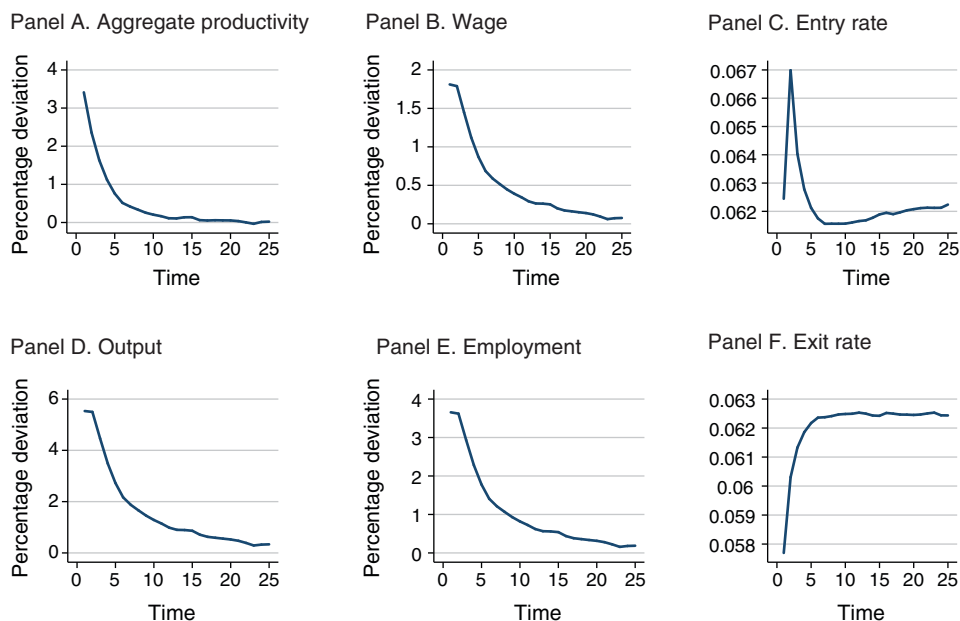 Panel A. Aggregate productivity
Percentage deviation
4
3
2
1
0
0 5 10 15 20 25
Time
Panel B. Wage
Percentage deviation
2
1.5
1
0.5
0
0 5 10 15 20 25
Time
Panel C. Entry rate
0.067
0.066
0.065
0.064
0.063
0.062
0 5 10 15 20 25
Time
Panel D. Output
Percentage deviation
6
4
2
0
0 5 10 15 20 25
Time
Panel E. Employment
Percentage deviation
4
3
2
1
0
0 5 10 15 20 25
Time
Panel F. Exit rate
0.063
0.062
0.061
0.06
0.059
0.058
0 5 10 15 20 25
Time